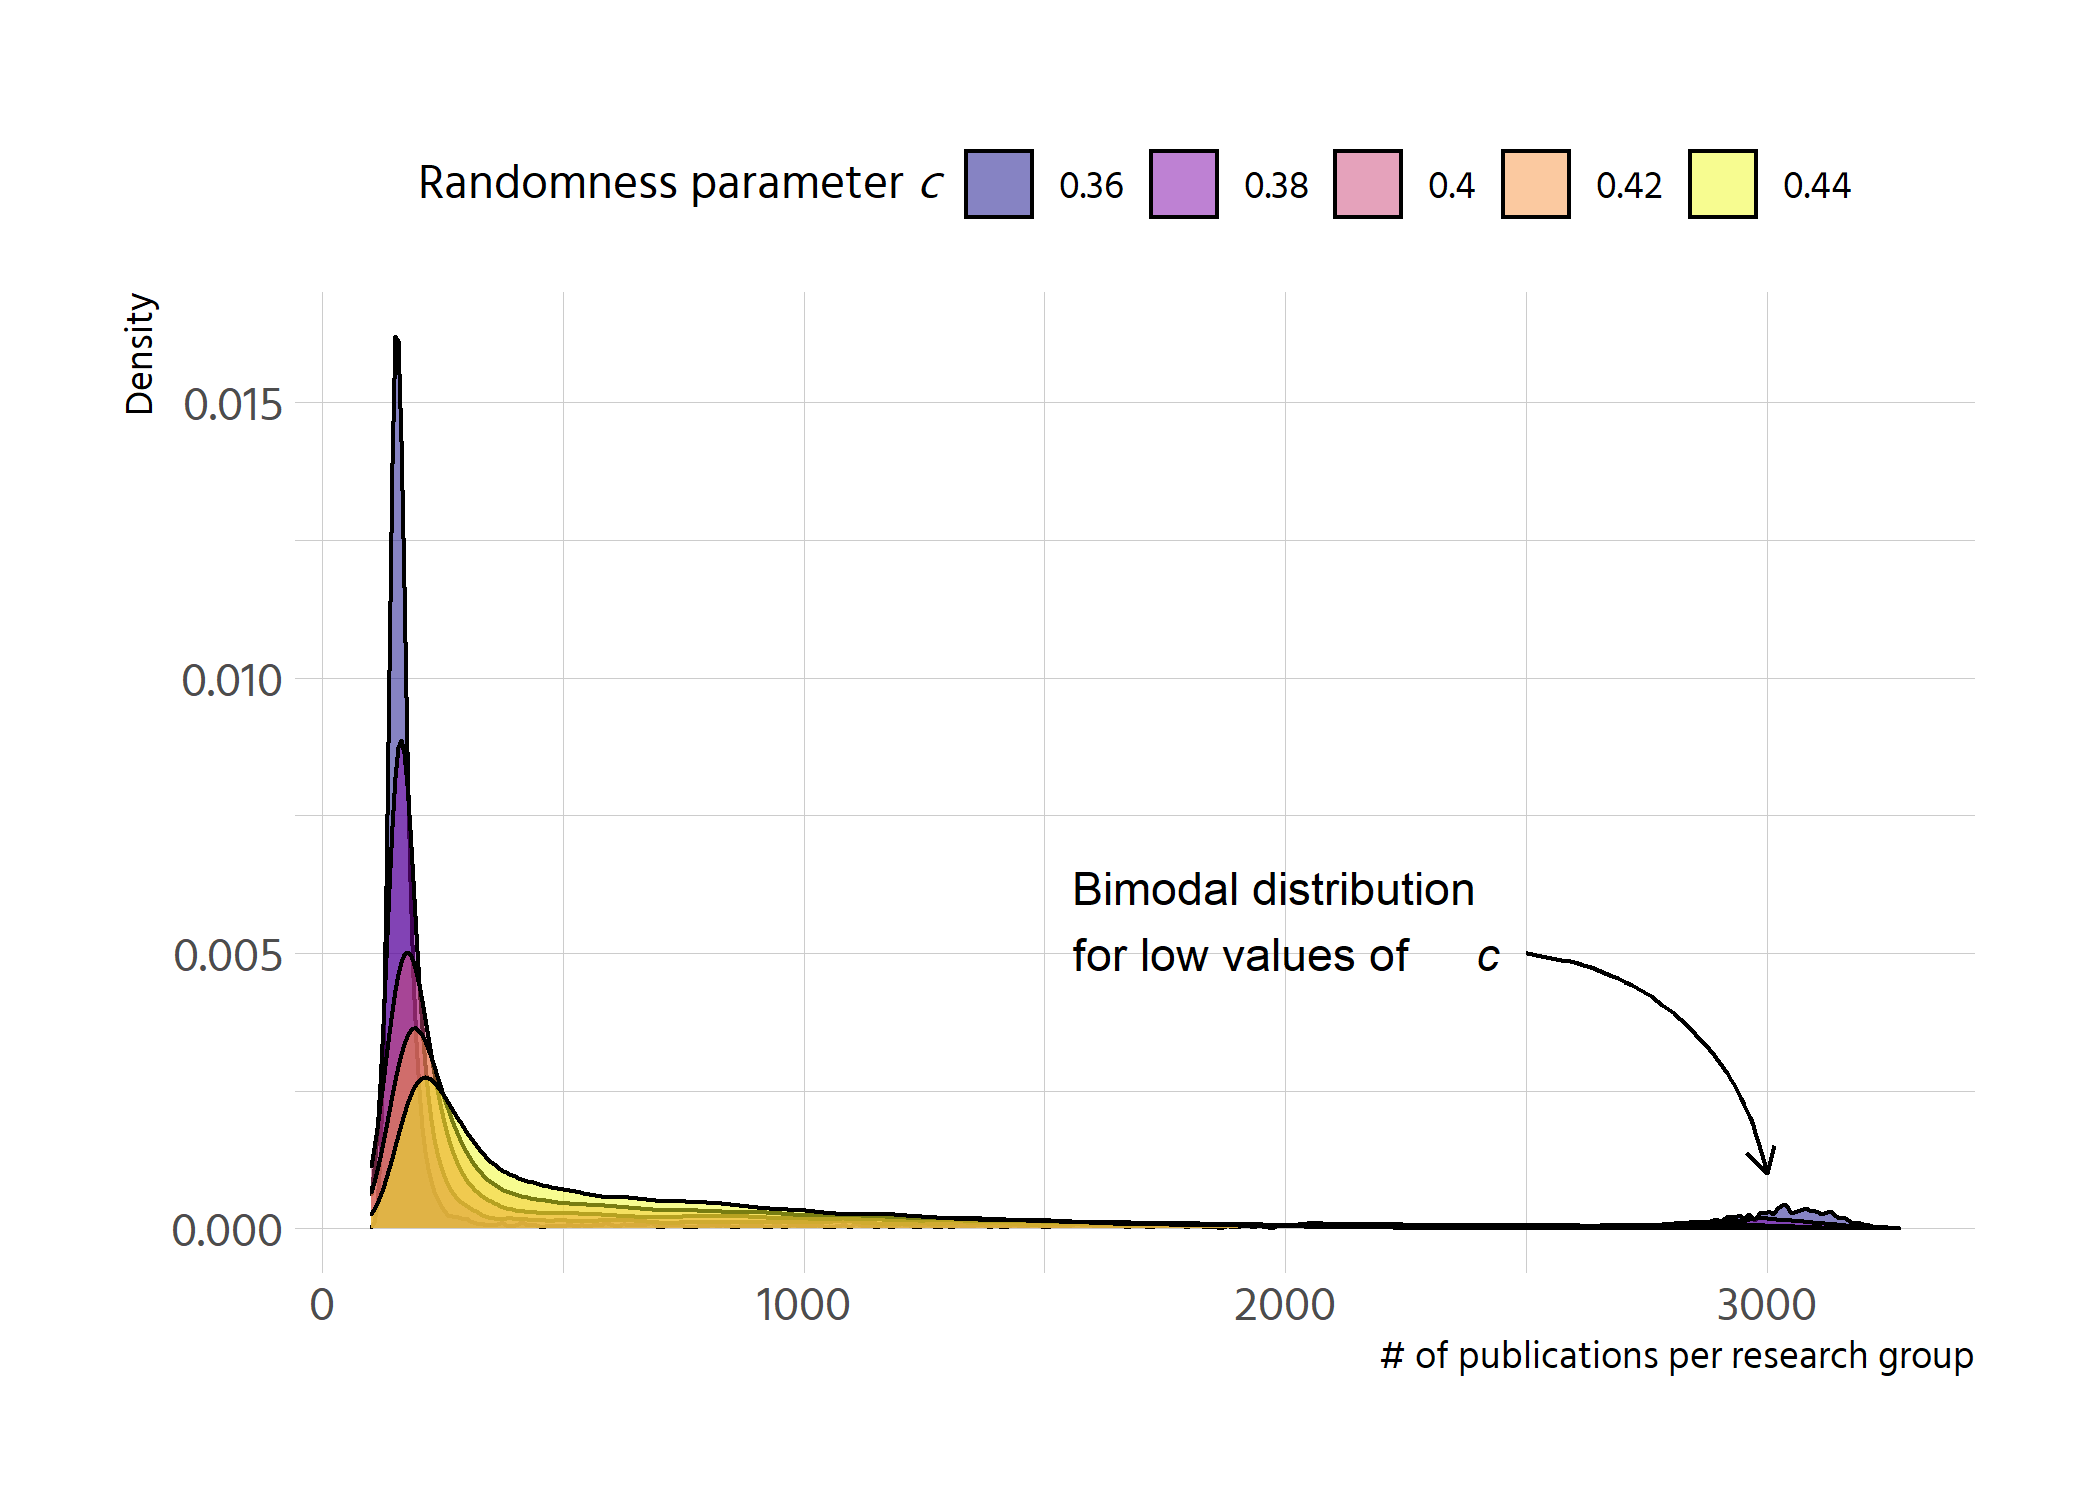 Randomness parameter c 0.36 0.38 0.4 0.42 0.44
Density
0.015
0.010
0.005
0.000
Bimodal distribution
for low values of c
0 1000 2000 3000
# of publications per research group